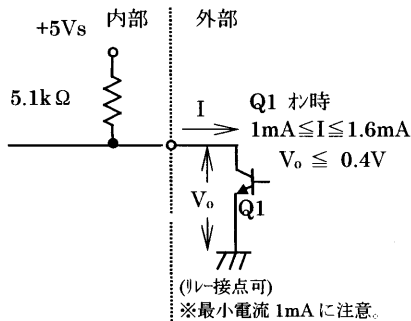 内部 外部
+5Vs
5.1kΩ
I
Q1 ｵﾝ時
1mA≦I≦1.6mA
Vo ≦ 0.4V
Vo
Q1
(ﾘﾚｰ接点可)
※最小電流1mAに注意。